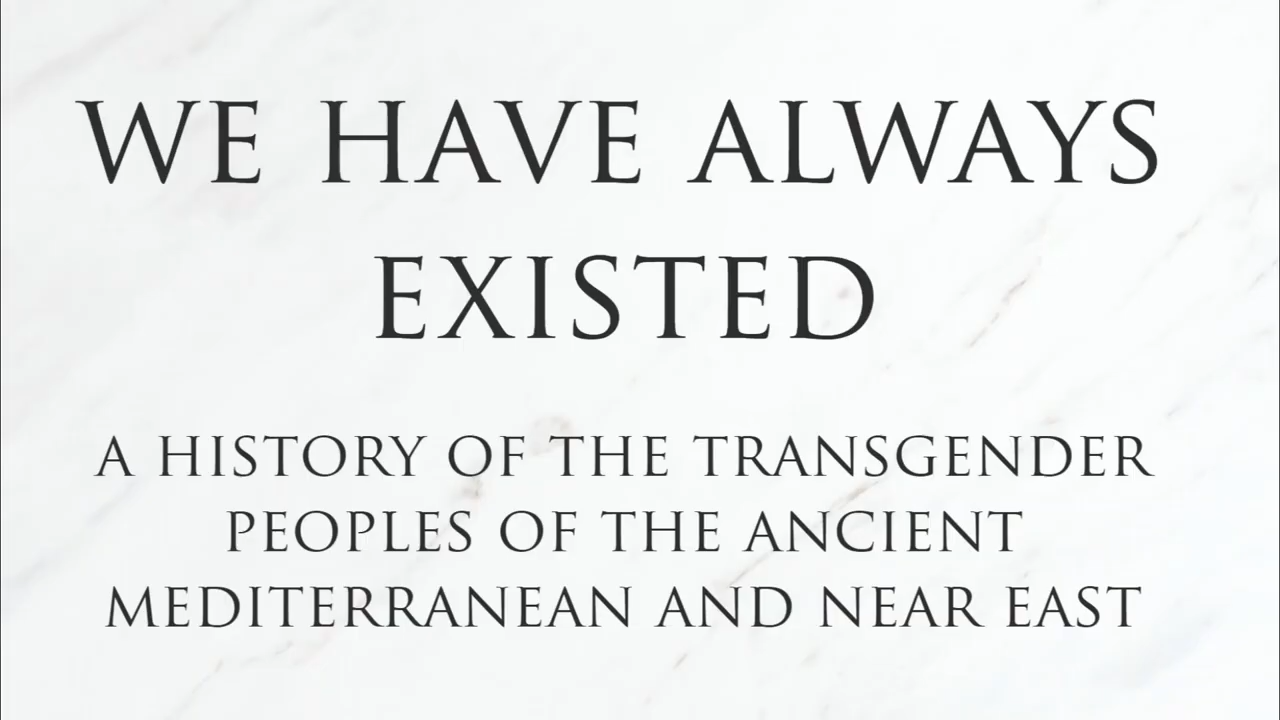 WE HAVE ALWAYS
EXISTED
A HISTORY OF THE TRANSGENDER
PEOPLES OF THE ANCIENT
MEDITERRANEAN AND NEAR EAST